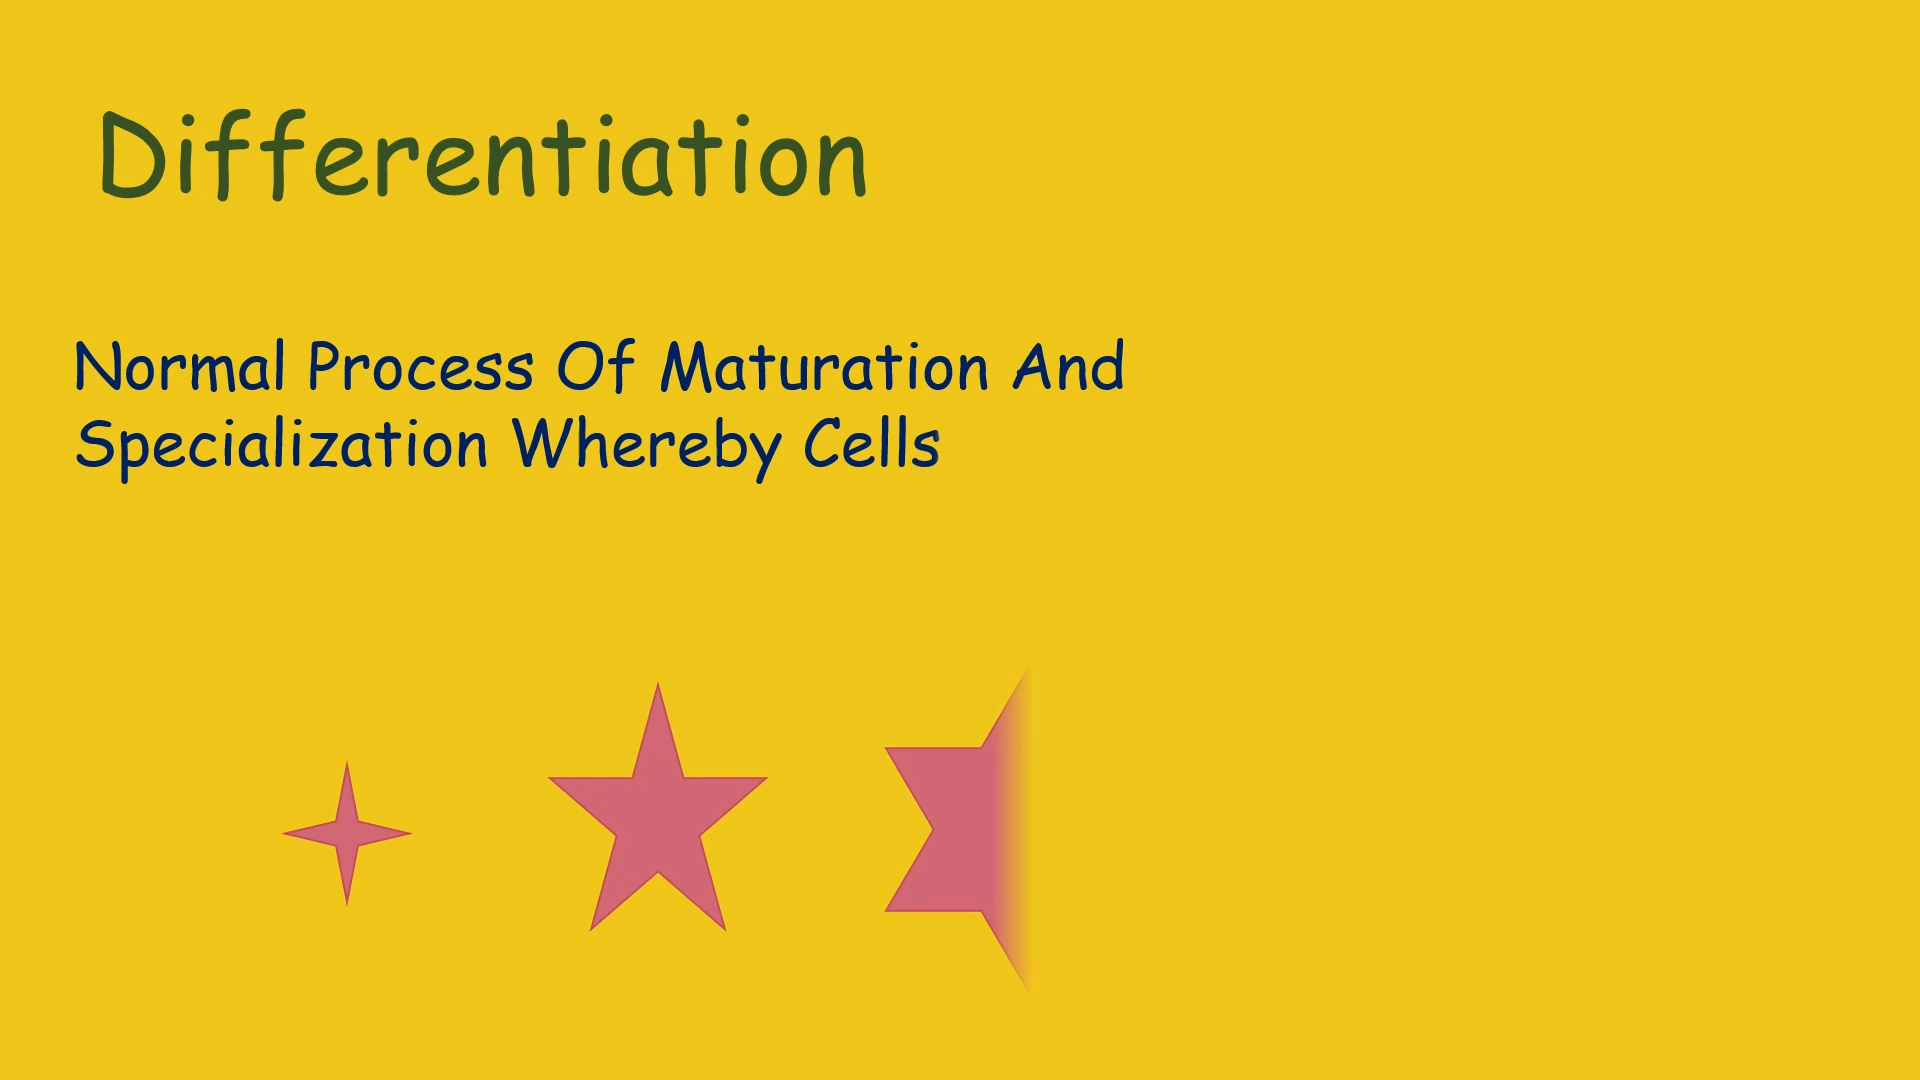 Differentiation
Normal Process Of Maturation And
Specialization Whereby Cells